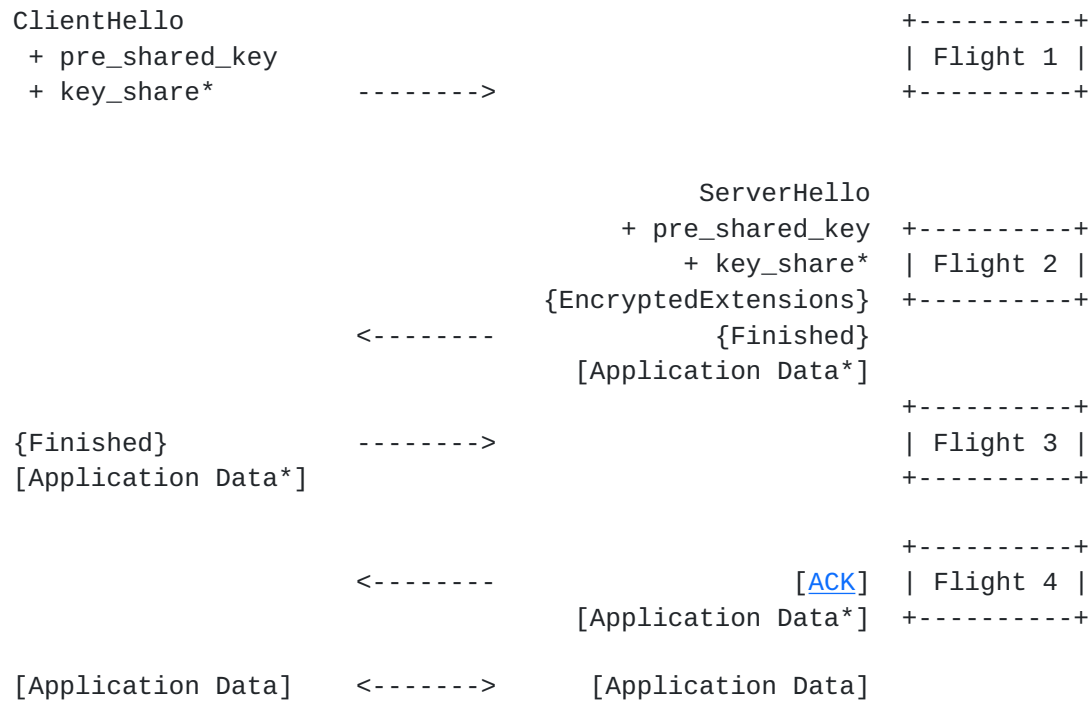 ClientHello                                              +----------+
 + pre_shared_key                                        | Flight 1 |
 + key_share*         -------->                          +----------+
                                            ServerHello
                                       + pre_shared_key  +----------+
                                           + key_share*  | Flight 2 |
                                  {EncryptedExtensions}  +----------+
                      <--------              {Finished}
                                    [Application Data*]
                                                         +----------+
{Finished}            -------->                          | Flight 3 |
[Application Data*]                                      +----------+
                                                         +----------+
                      <--------                   [ACK]  | Flight 4 |
                                    [Application Data*]  +----------+
[Application Data]    <------->      [Application Data]